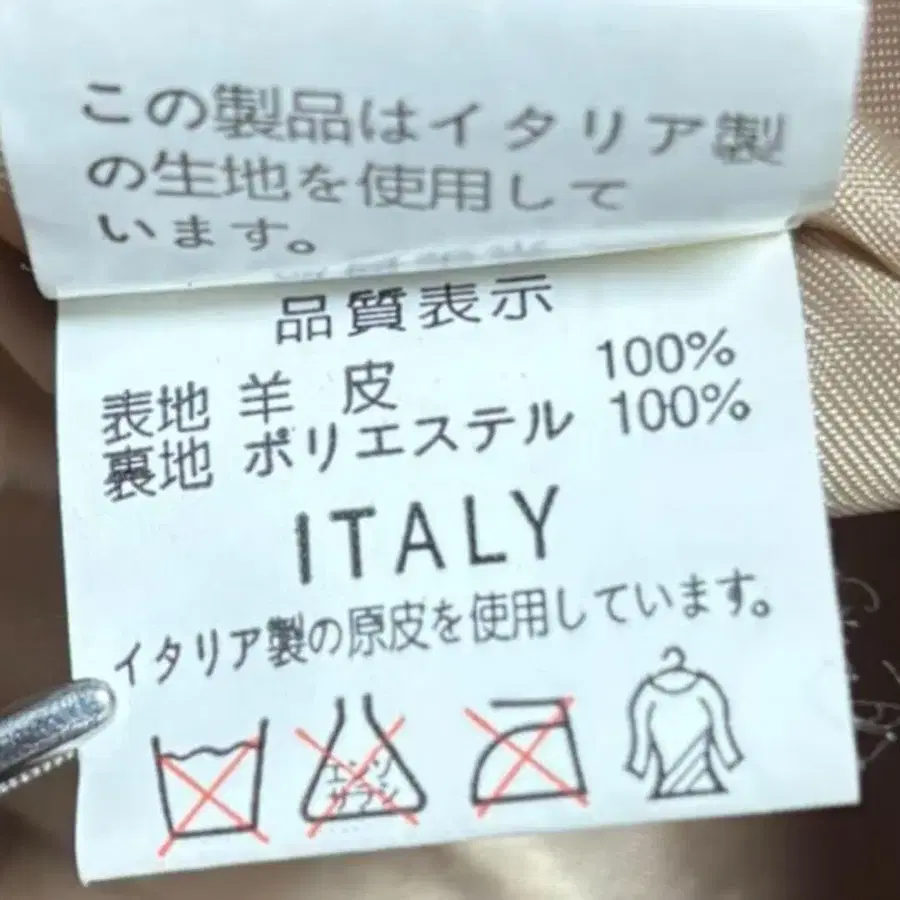 この製品はイタリア製
の生地を使用して
います。
品質表示
表地 羊 皮 100%
裏地 ポリエステル 100%
ITALY
イタリア製の原皮を使用しています。
エンソ
サラシ